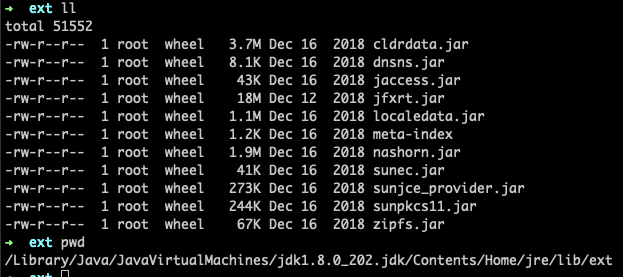 ➜ ext ll
total 51552
-rw-r--r-- 1 root wheel 3.7M Dec 16 2018 cldrdata.jar
-rw-r--r-- 1 root wheel 8.1K Dec 16 2018 dnsns.jar
-rw-r--r-- 1 root wheel 43K Dec 16 2018 jaccess.jar
-rw-r--r-- 1 root wheel 18M Dec 12 2018 jfxrt.jar
-rw-r--r-- 1 root wheel 1.1M Dec 16 2018 localedata.jar
-rw-r--r-- 1 root wheel 1.2K Dec 16 2018 meta-index
-rw-r--r-- 1 root wheel 1.9M Dec 16 2018 nashorn.jar
-rw-r--r-- 1 root wheel 41K Dec 16 2018 sunec.jar
-rw-r--r-- 1 root wheel 273K Dec 16 2018 sunjce_provider.jar
-rw-r--r-- 1 root wheel 244K Dec 16 2018 sunpkcs11.jar
-rw-r--r-- 1 root wheel 67K Dec 16 2018 zipfs.jar
➜ ext pwd
/Library/Java/JavaVirtualMachines/jdk1.8.0_202.jdk/Contents/Home/jre/lib/ext
➜ ext